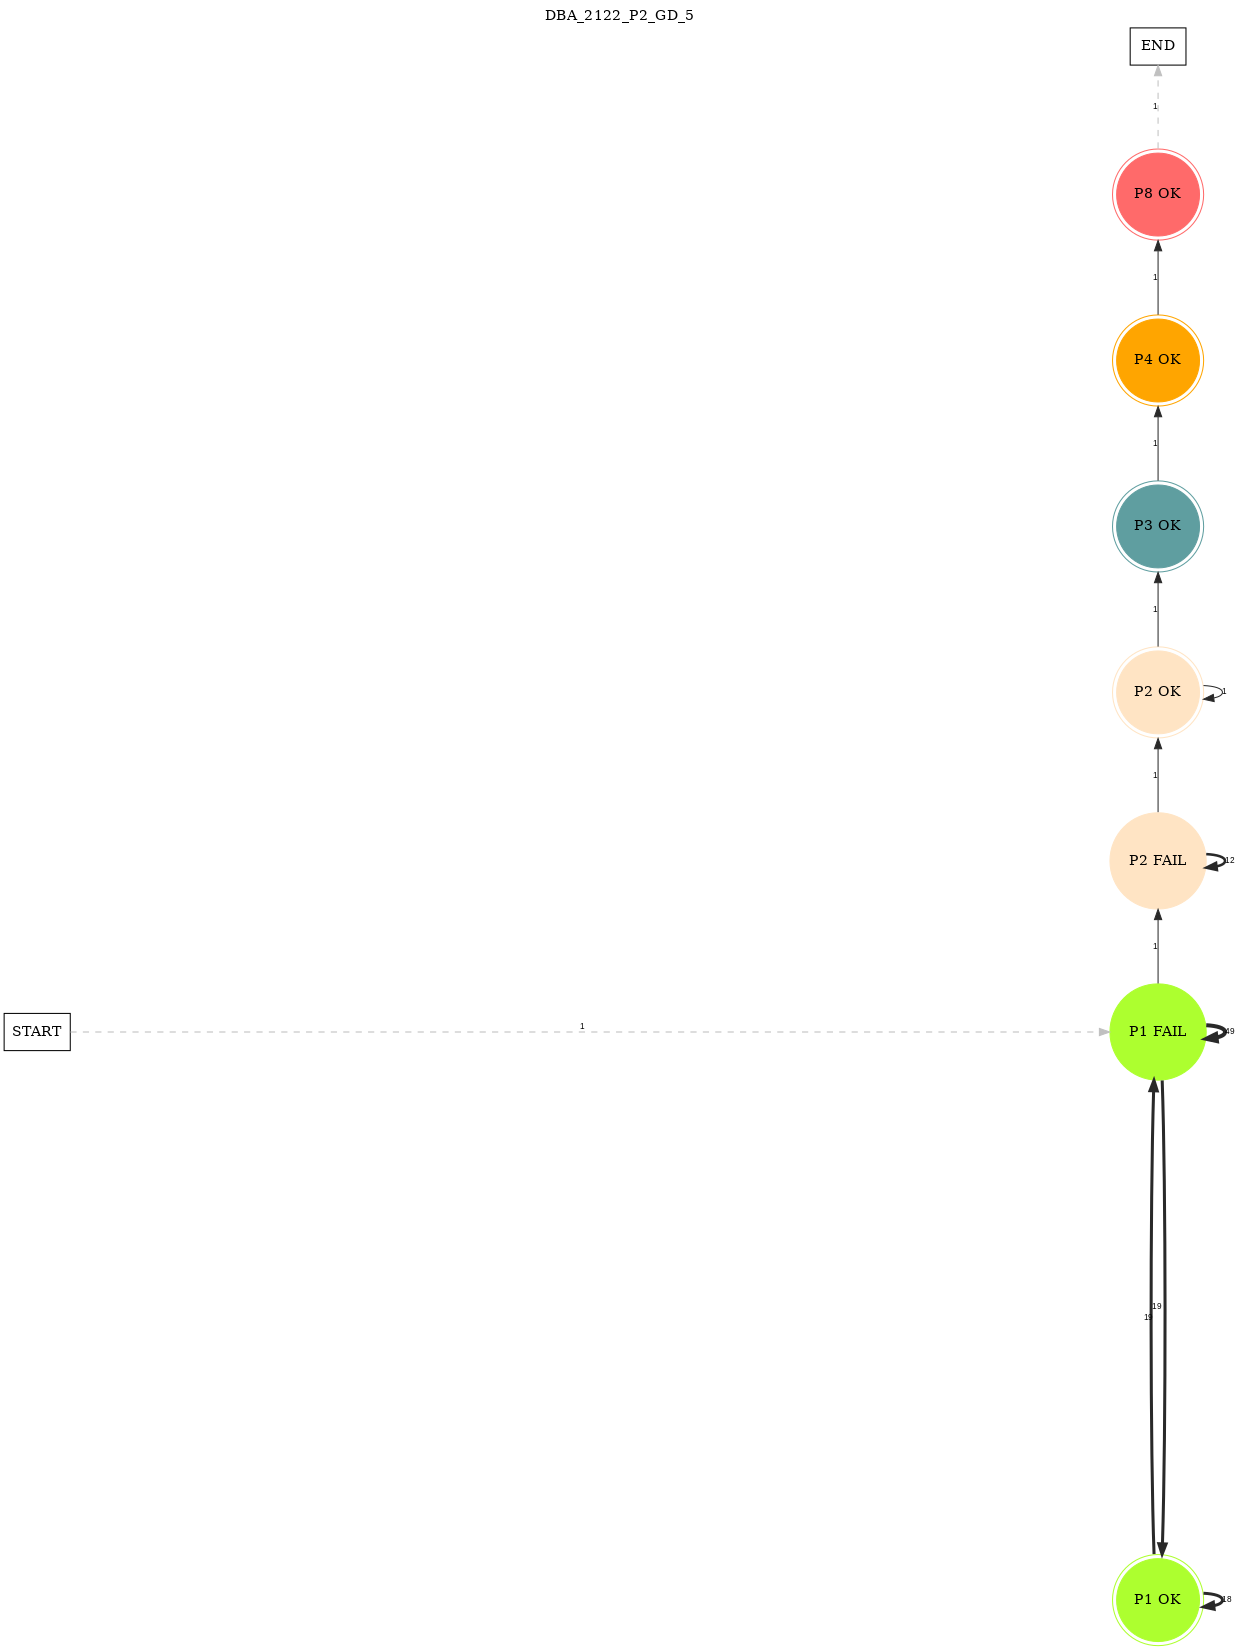 DBA_2122_P2_GD_5
END
1
P8 OK
1
P4 OK
1
P3 OK
1
P2 OK
1
1
P2 FAIL
12
1
START
1
P1 FAIL
49
19
19
P1 OK
18